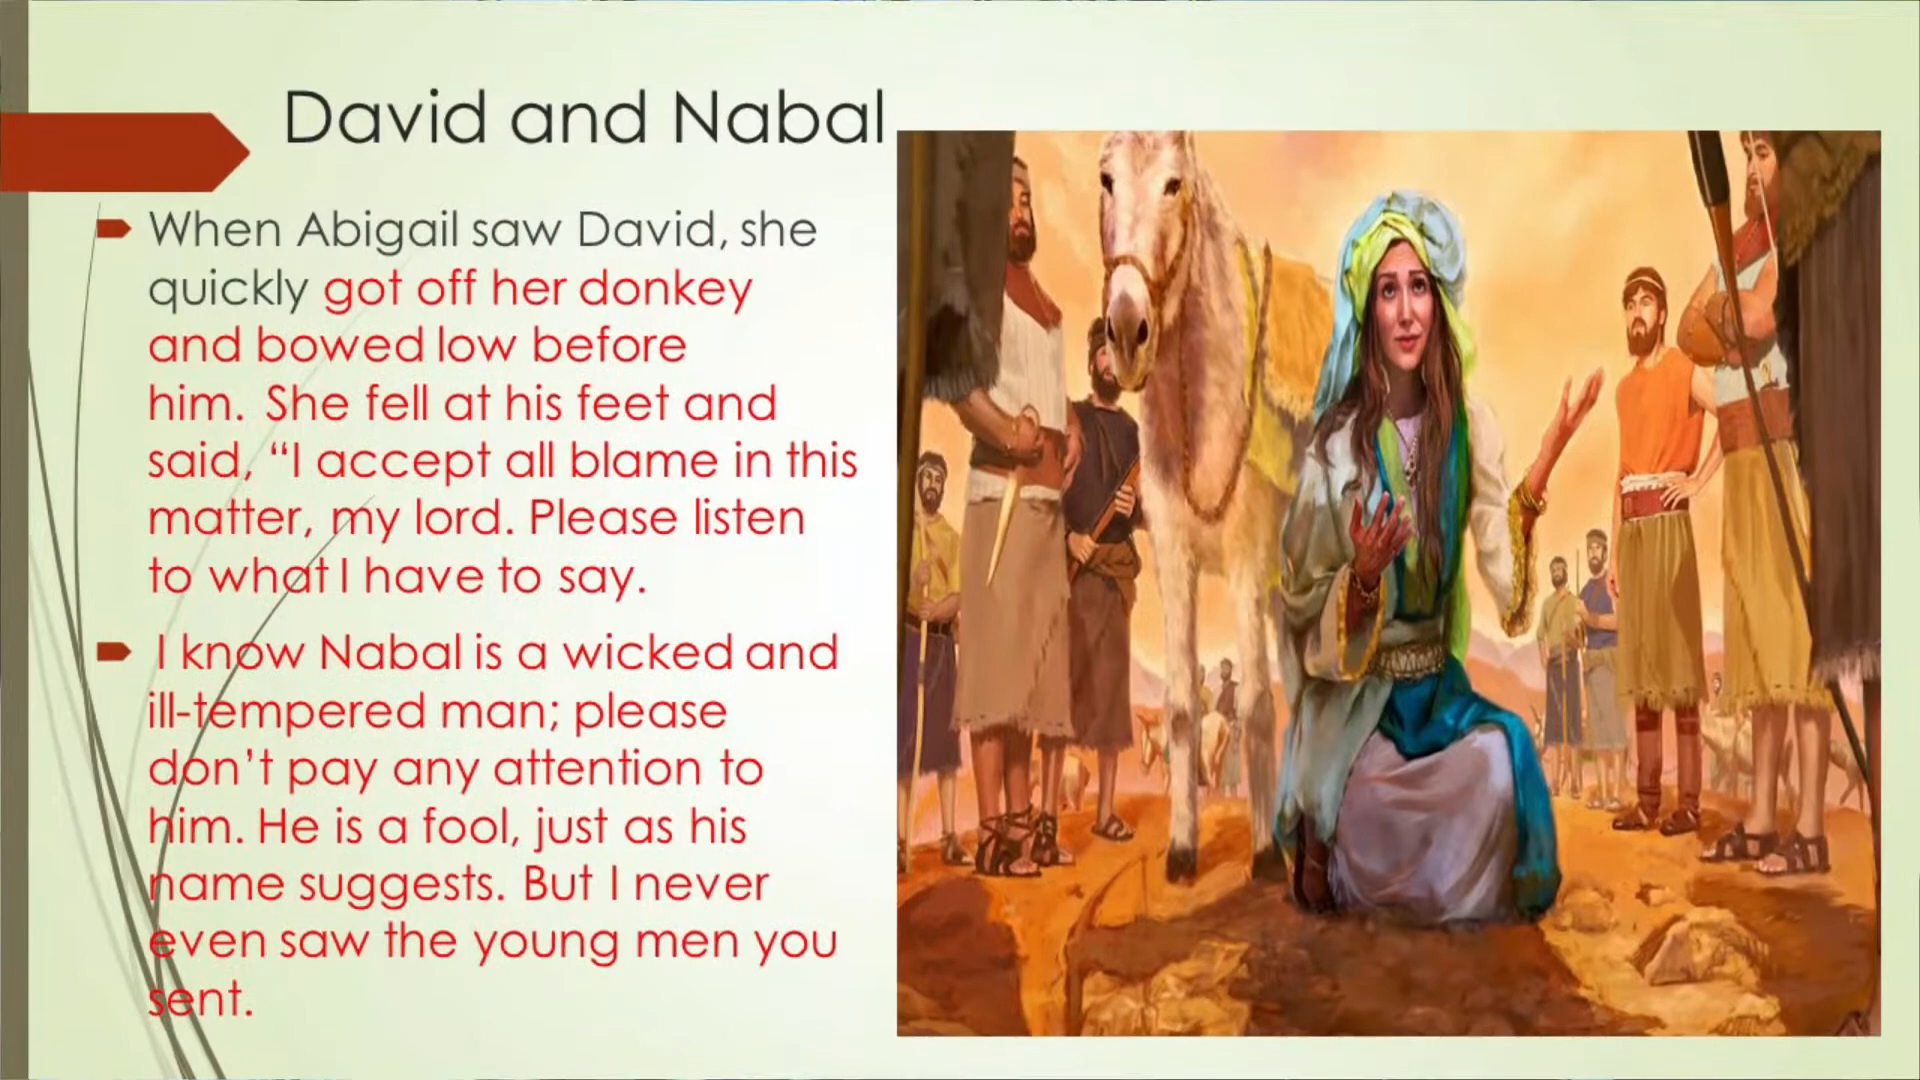 David and Nabal
When Abigail saw David, she
quickly got off her donkey
and bowed low before
him. She fell at his feet and
said, “I accept all blame in this
matter, my lord. Please listen
to what I have to say.
I know Nabal is a wicked and
ill-tempered man; please
don’t pay any attention to
him. He is a fool, just as his
name suggests. But I never
even saw the young men you
sent.